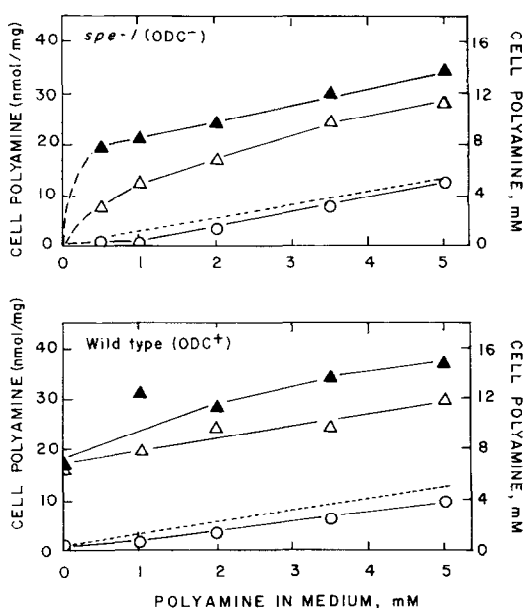 spe-1 (ODC⁻)
CELL POLYAMINE (nmol/mg)
40
30
20
10
0
16
12
8
4
0
CELL POLYAMINE, mM
0 1 2 3 4 5
Wild type (ODC⁺)
CELL POLYAMINE (nmol/mg)
40
30
20
10
0
16
12
8
4
0
CELL POLYAMINE, mM
0 1 2 3 4 5
POLYAMINE IN MEDIUM, mM